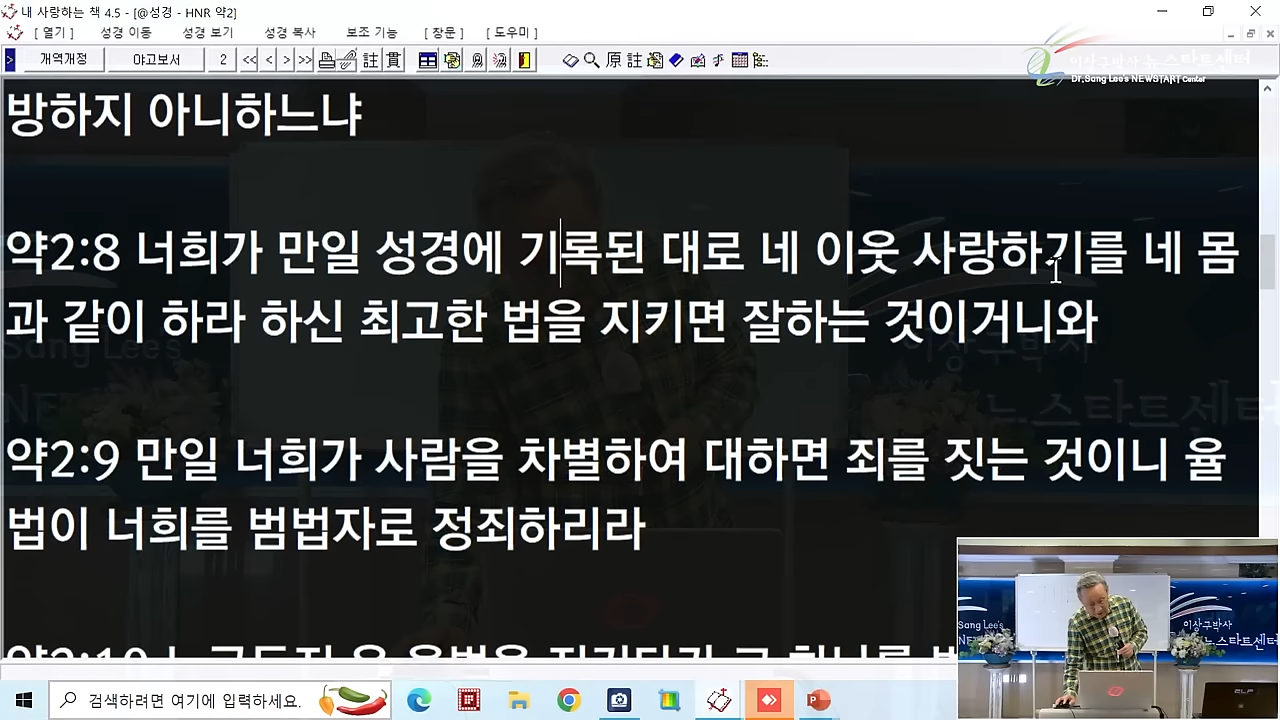 내 사랑하는 책 4.5 - [@성경 - HNR 약2]
[ 열기 ] 성경 이동 성경 보기 성경 복사 보조 기능 [ 창문 ] [ 도우미 ]
개역개정 야고보서 2 << < > >> 註 貫 原 註
이상구박사 뉴스타트센터
Dr.Sang Lee's NEWSTART Center
방하지 아니하느냐
약2:8 너희가 만일 성경에 기록된 대로 네 이웃 사랑하기를 네 몸
과 같이 하라 하신 최고한 법을 지키면 잘하는 것이거니와
약2:9 만일 너희가 사람을 차별하여 대하면 죄를 짓는 것이니 율
법이 너희를 범법자로 정죄하리라
Sang Lee's
이상구박사
뉴스타트센터
검색하려면 여기에 입력하세요.